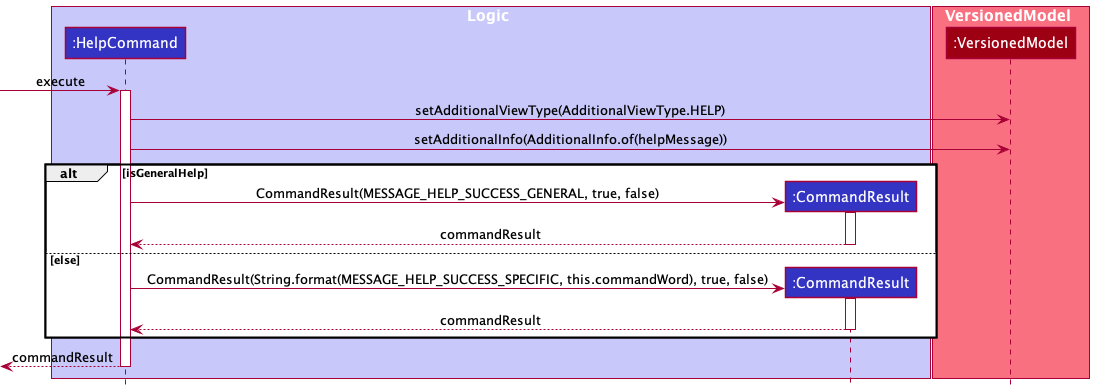 Logic
VersionedModel
:HelpCommand
:VersionedModel
execute
setAdditionalViewType(AdditionalViewType.HELP)
setAdditionalInfo(AdditionalInfo.of(helpMessage))
alt
[isGeneralHelp]
CommandResult(MESSAGE_HELP_SUCCESS_GENERAL, true, false)
:CommandResult
commandResult
[else]
CommandResult(String.format(MESSAGE_HELP_SUCCESS_SPECIFIC, this.commandWord), true, false)
:CommandResult
commandResult
commandResult